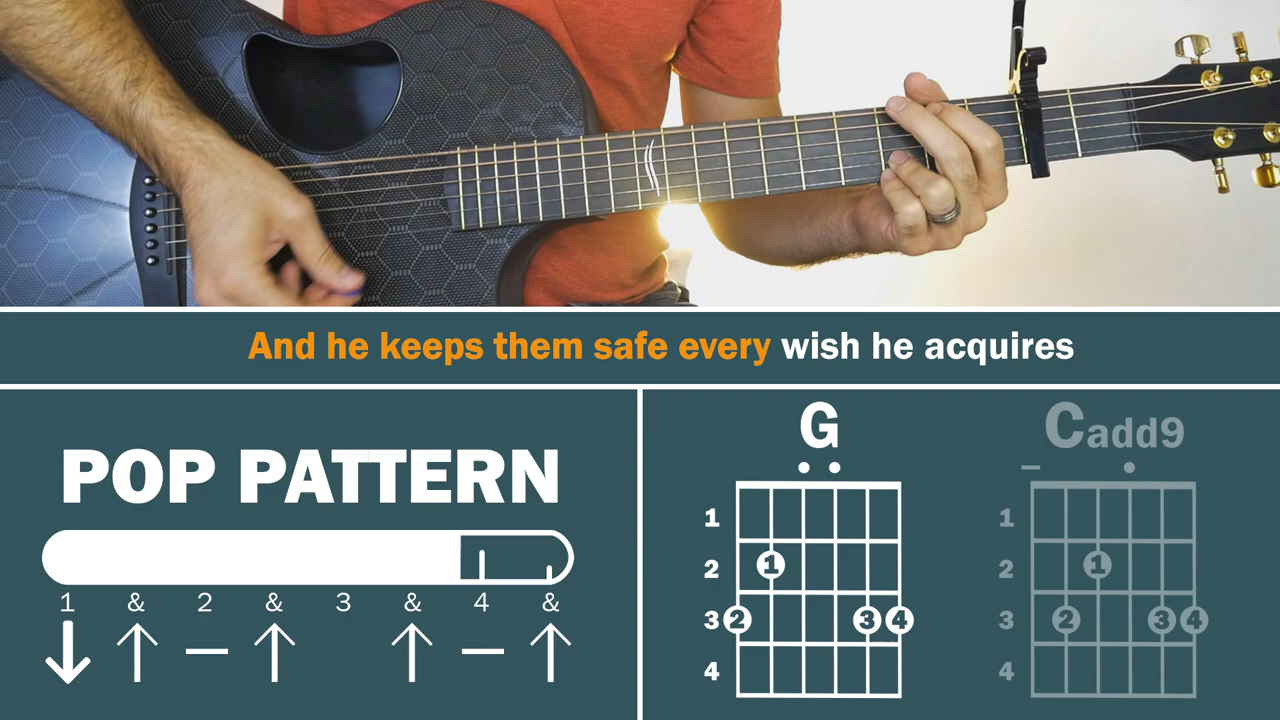 And he keeps them safe every wish he acquires
POP PATTERN
1 & 2 & 3 & 4 &
G
1
2
3
4
1
2 3 4
Cadd9
1
2
3
4
1
2 3 4